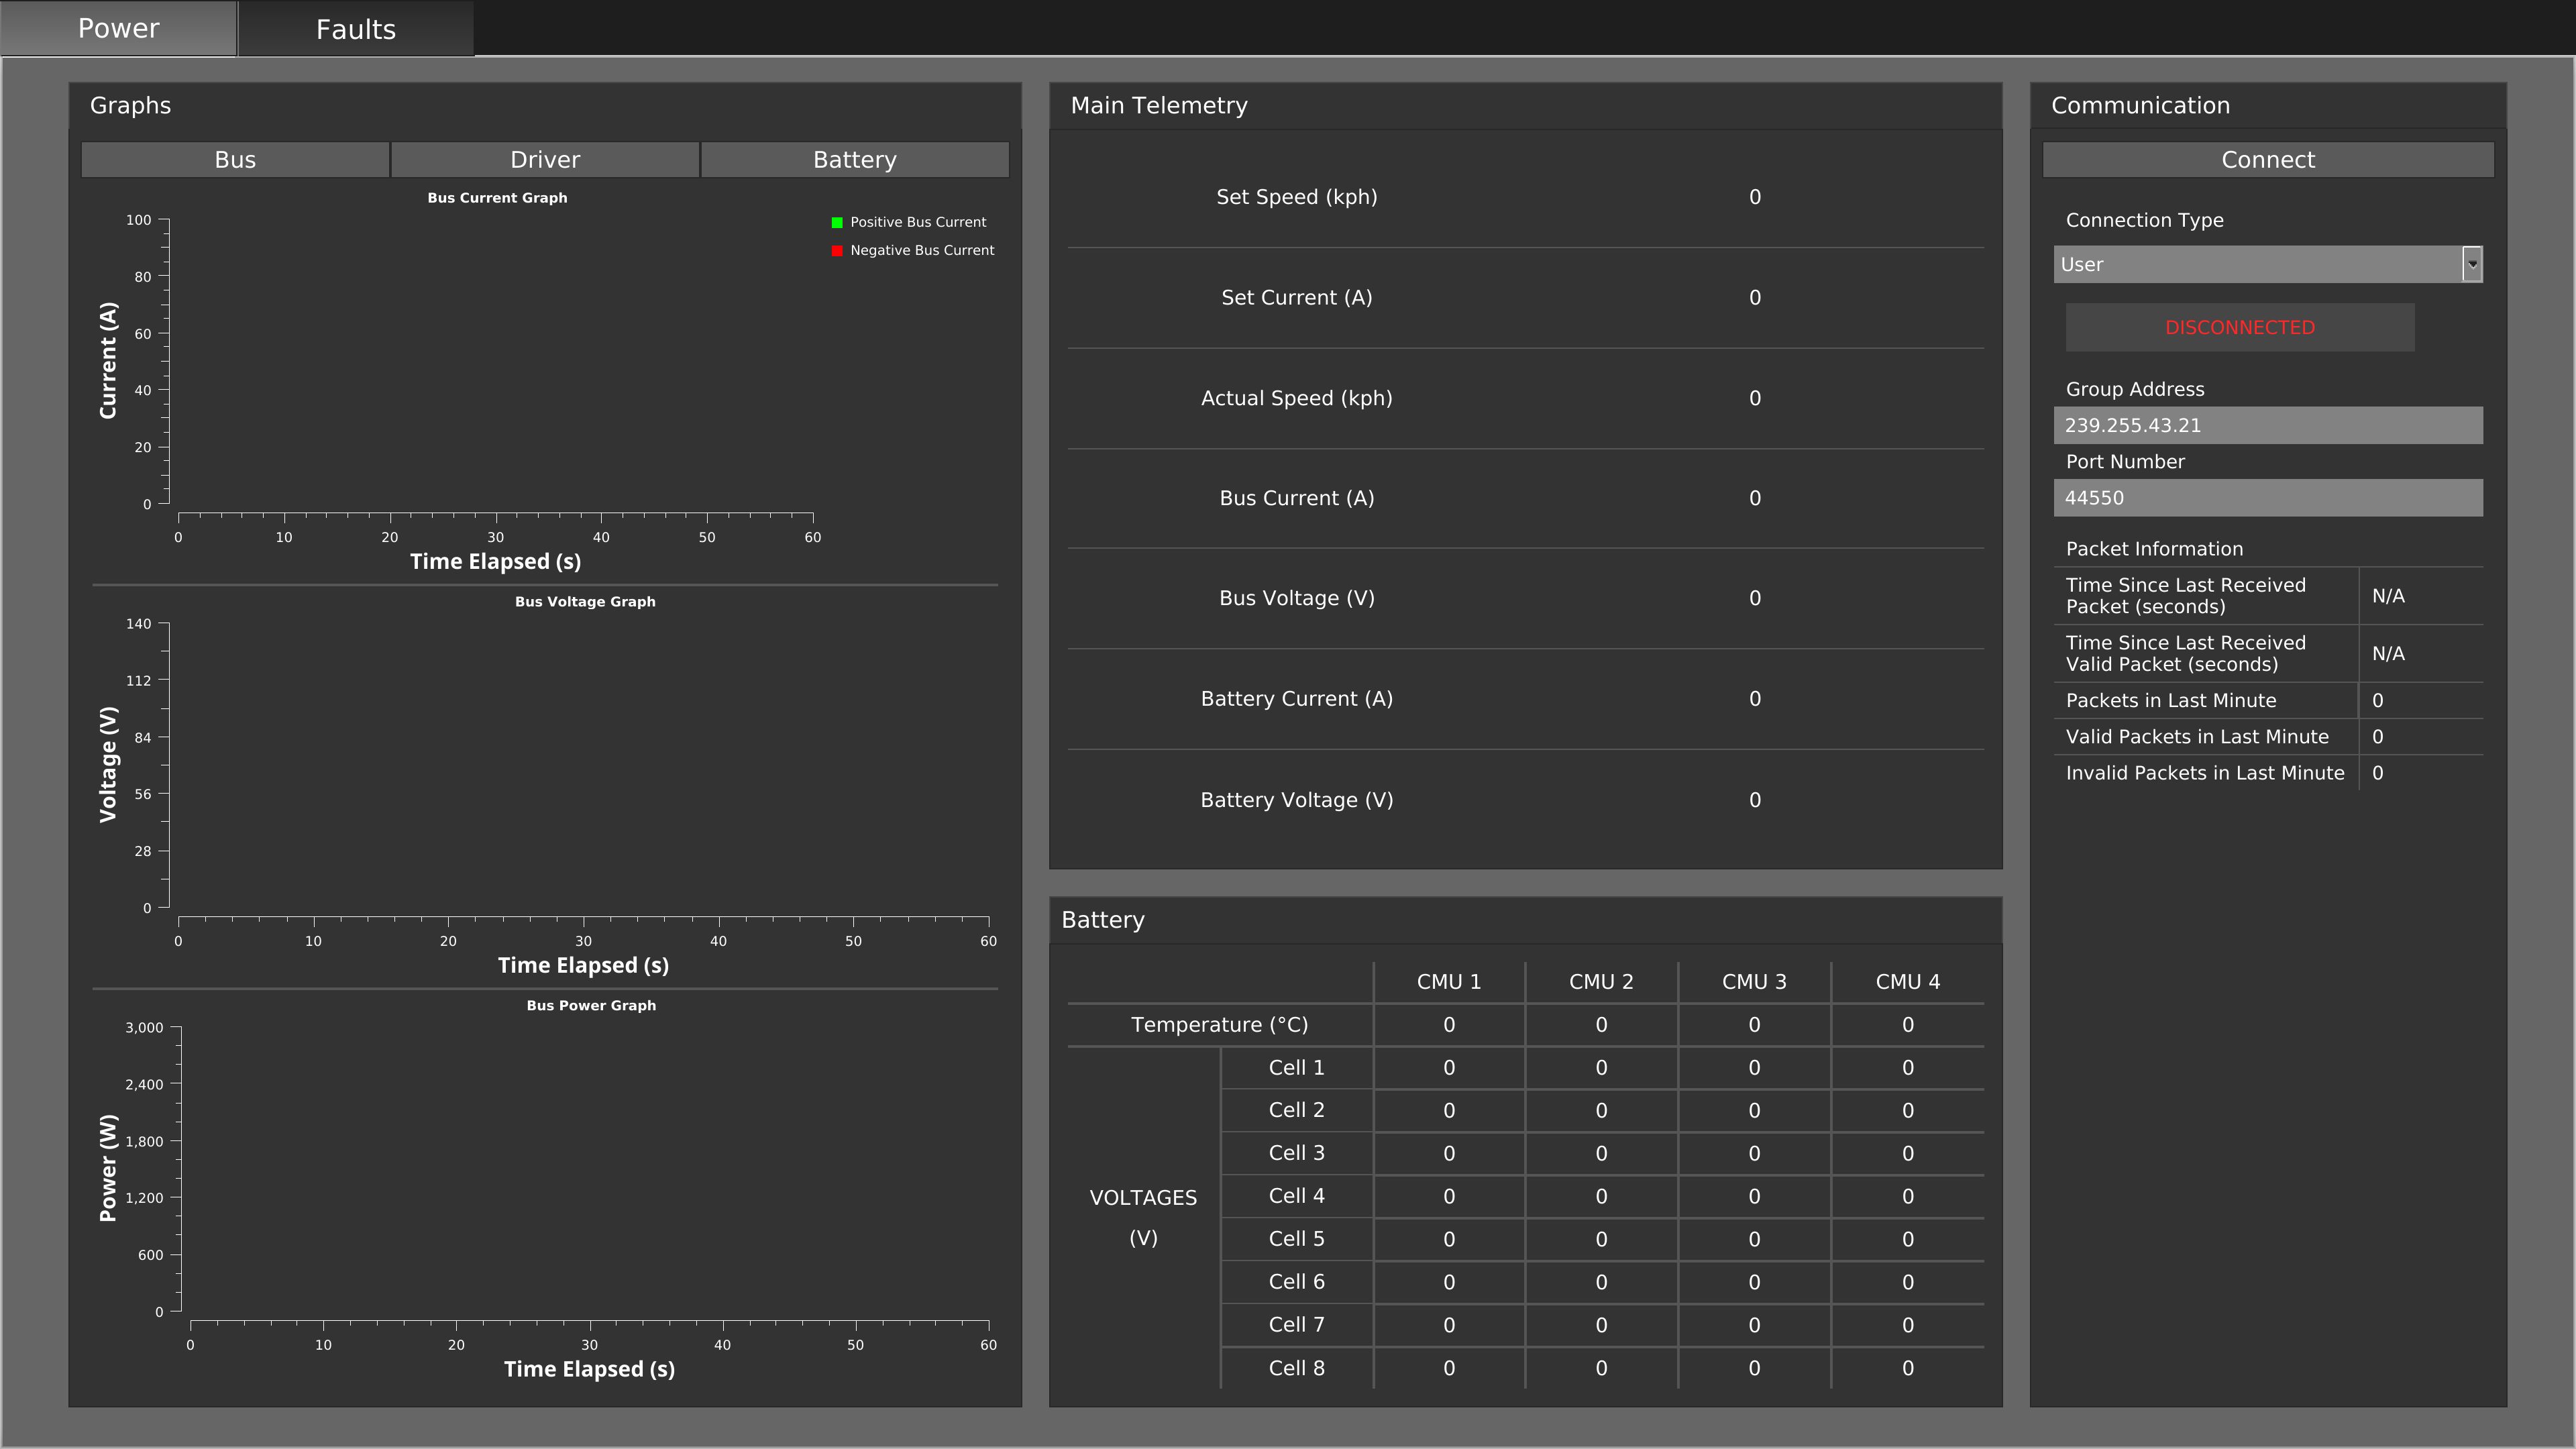 Power
Faults
Graphs
Bus Driver Battery
Bus Current Graph
Positive Bus Current
Negative Bus Current
Current (A)
100
80
60
40
20
0
0 10 20 30 40 50 60
Time Elapsed (s)
Bus Voltage Graph
Voltage (V)
140
112
84
56
28
0
0 10 20 30 40 50 60
Time Elapsed (s)
Bus Power Graph
Power (W)
3,000
2,400
1,800
1,200
600
0
0 10 20 30 40 50 60
Time Elapsed (s)
Main Telemetry
Set Speed (kph) 0
Set Current (A) 0
Actual Speed (kph) 0
Bus Current (A) 0
Bus Voltage (V) 0
Battery Current (A) 0
Battery Voltage (V) 0
Battery
CMU 1 CMU 2 CMU 3 CMU 4
Temperature (°C) 0 0 0 0
VOLTAGES
(V)
Cell 1 0 0 0 0
Cell 2 0 0 0 0
Cell 3 0 0 0 0
Cell 4 0 0 0 0
Cell 5 0 0 0 0
Cell 6 0 0 0 0
Cell 7 0 0 0 0
Cell 8 0 0 0 0
Communication
Connect
Connection Type
User
DISCONNECTED
Group Address
239.255.43.21
Port Number
44550
Packet Information
Time Since Last Received
Packet (seconds) N/A
Time Since Last Received
Valid Packet (seconds) N/A
Packets in Last Minute 0
Valid Packets in Last Minute 0
Invalid Packets in Last Minute 0